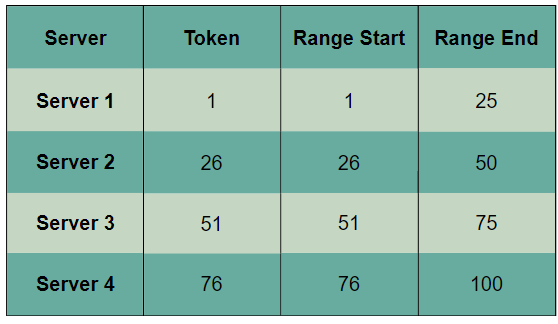 Server Token Range Start Range End
Server 1 1 1 25
Server 2 26 26 50
Server 3 51 51 75
Server 4 76 76 100